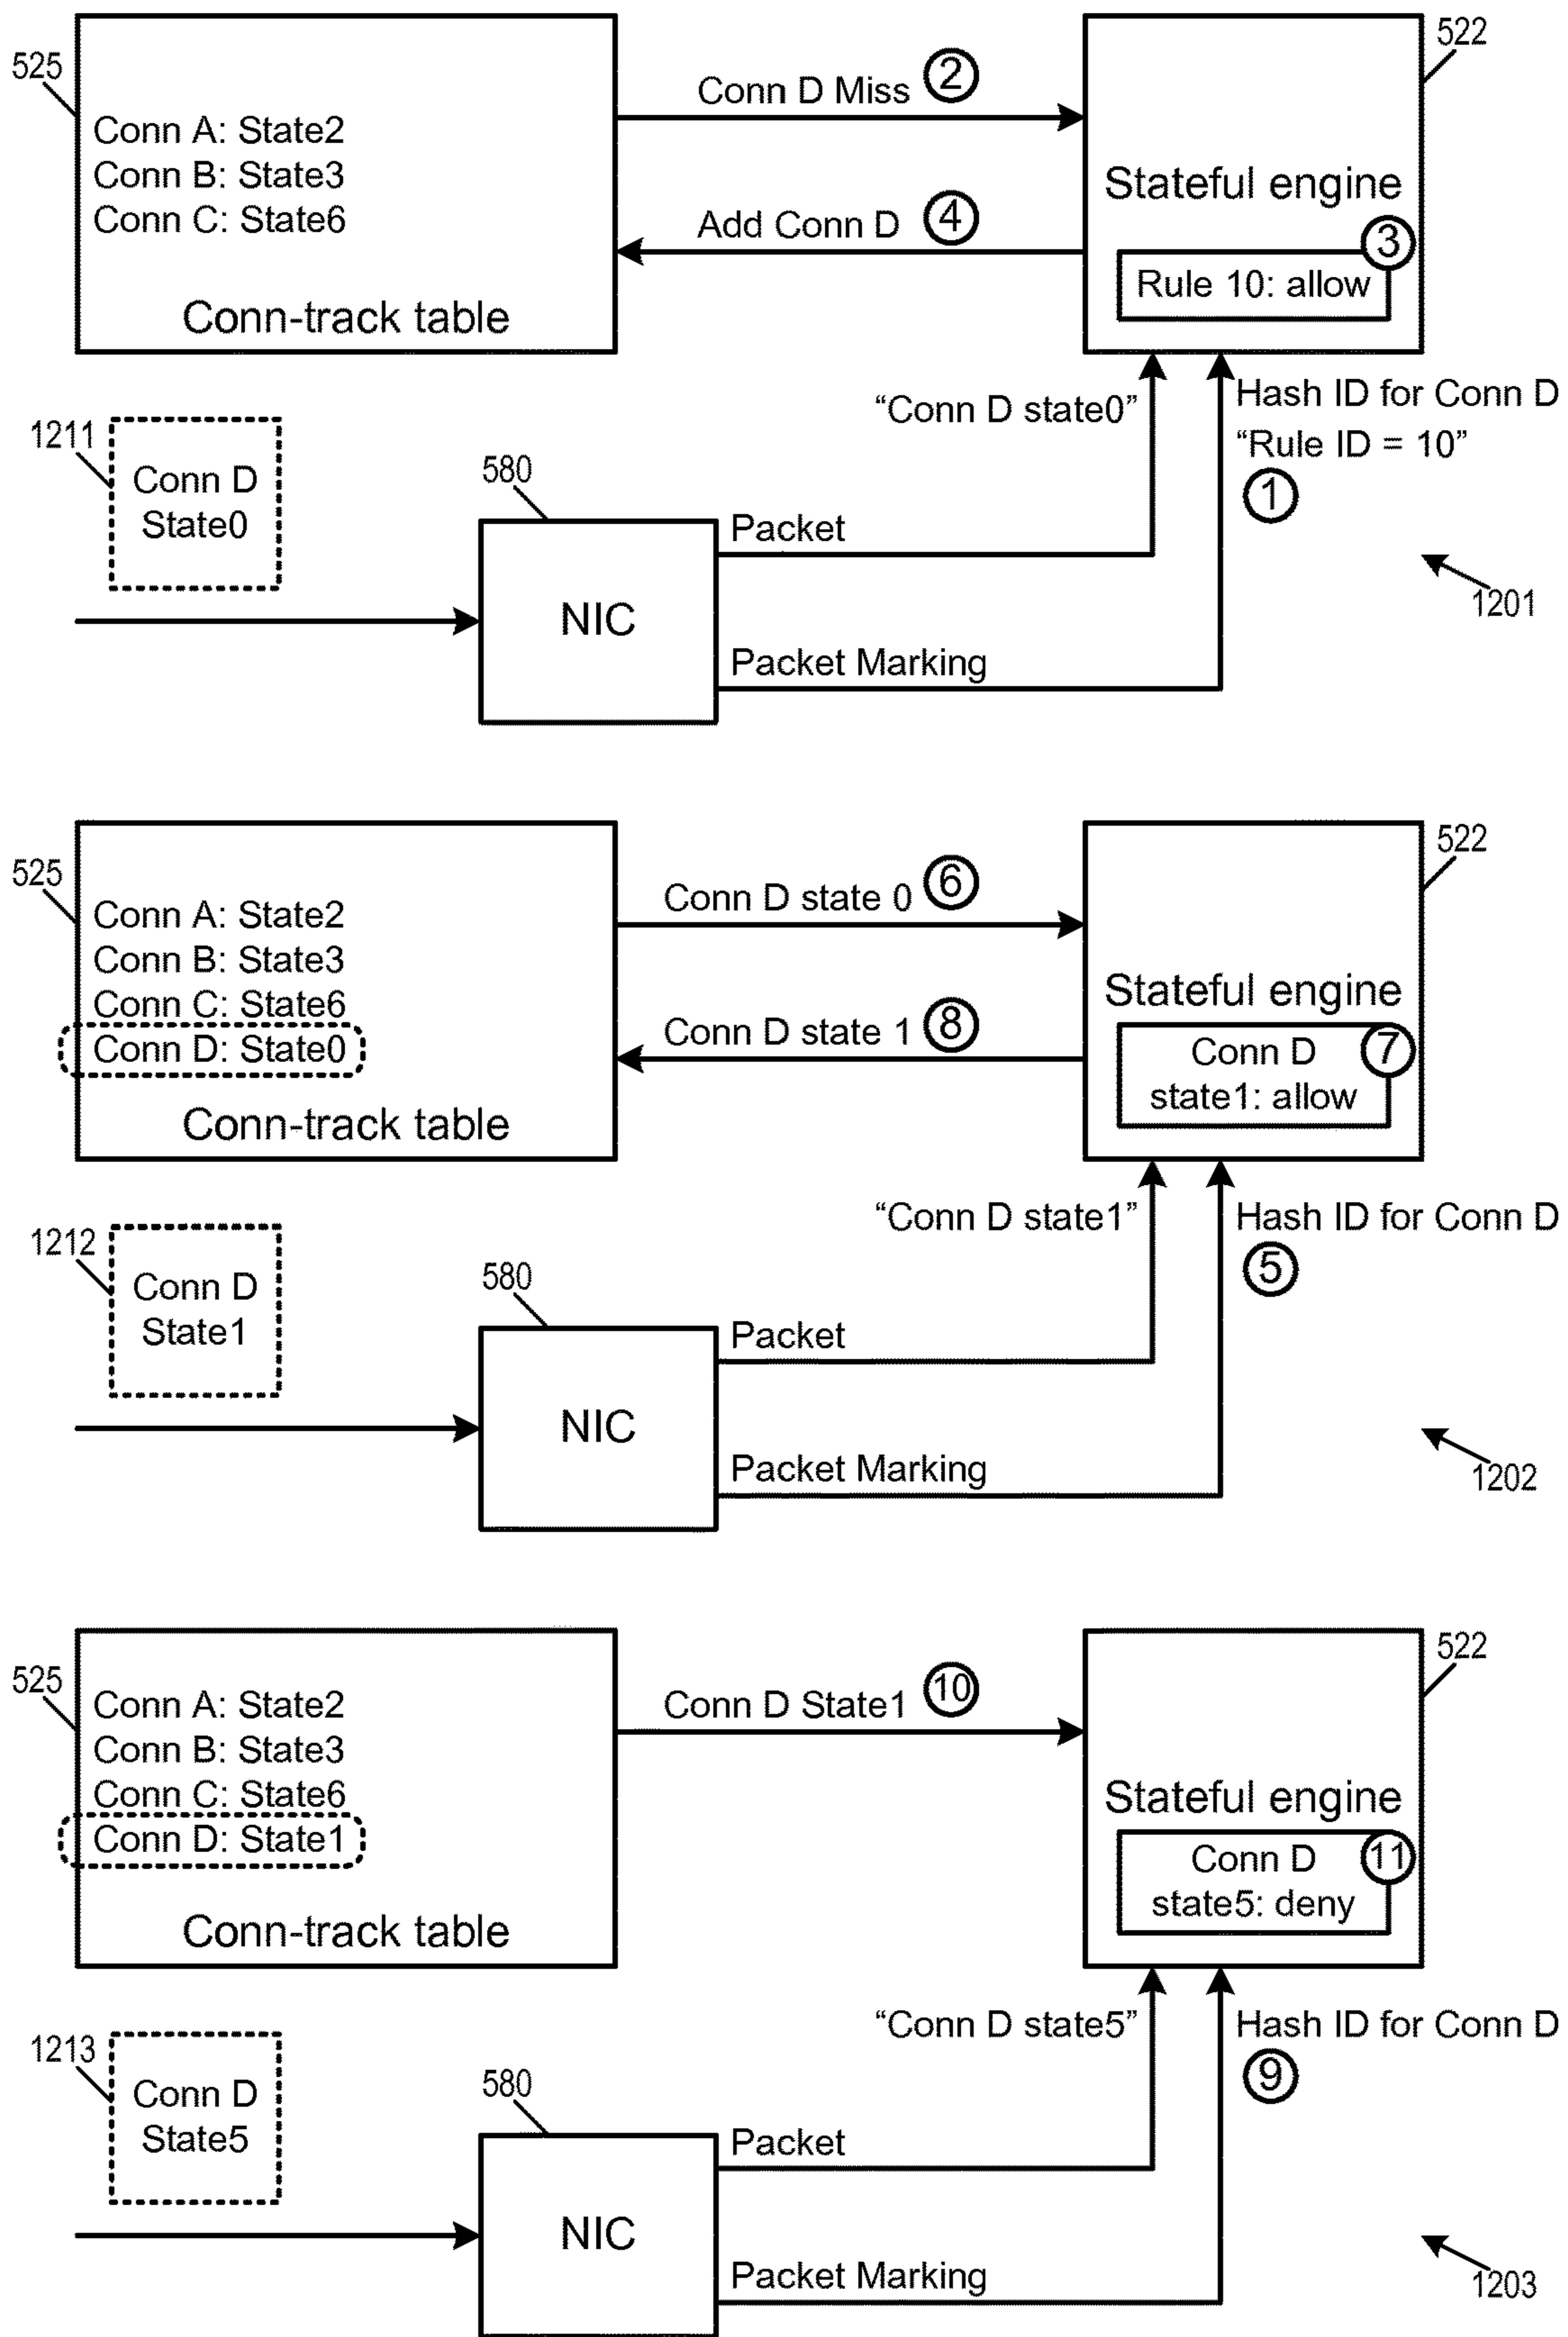 525
Conn A: State2
Conn B: State3
Conn C: State6
Conn-track table
Conn D Miss ②
Add Conn D ④
522
Stateful engine
③
Rule 10: allow
1211
Conn D
State0
580
NIC
Packet
Packet Marking
“Conn D state0”
Hash ID for Conn D
“Rule ID = 10”
①
1201
525
Conn A: State2
Conn B: State3
Conn C: State6
Conn D: State0
Conn-track table
Conn D state 0 ⑥
Conn D state 1 ⑧
522
Stateful engine
Conn D ⑦
state1: allow
1212
Conn D
State1
580
NIC
Packet
Packet Marking
“Conn D state1”
Hash ID for Conn D
⑤
1202
525
Conn A: State2
Conn B: State3
Conn C: State6
Conn D: State1
Conn-track table
Conn D State1 ⑩
522
Stateful engine
Conn D ⑪
state5: deny
1213
Conn D
State5
580
NIC
Packet
Packet Marking
“Conn D state5”
Hash ID for Conn D
⑨
1203